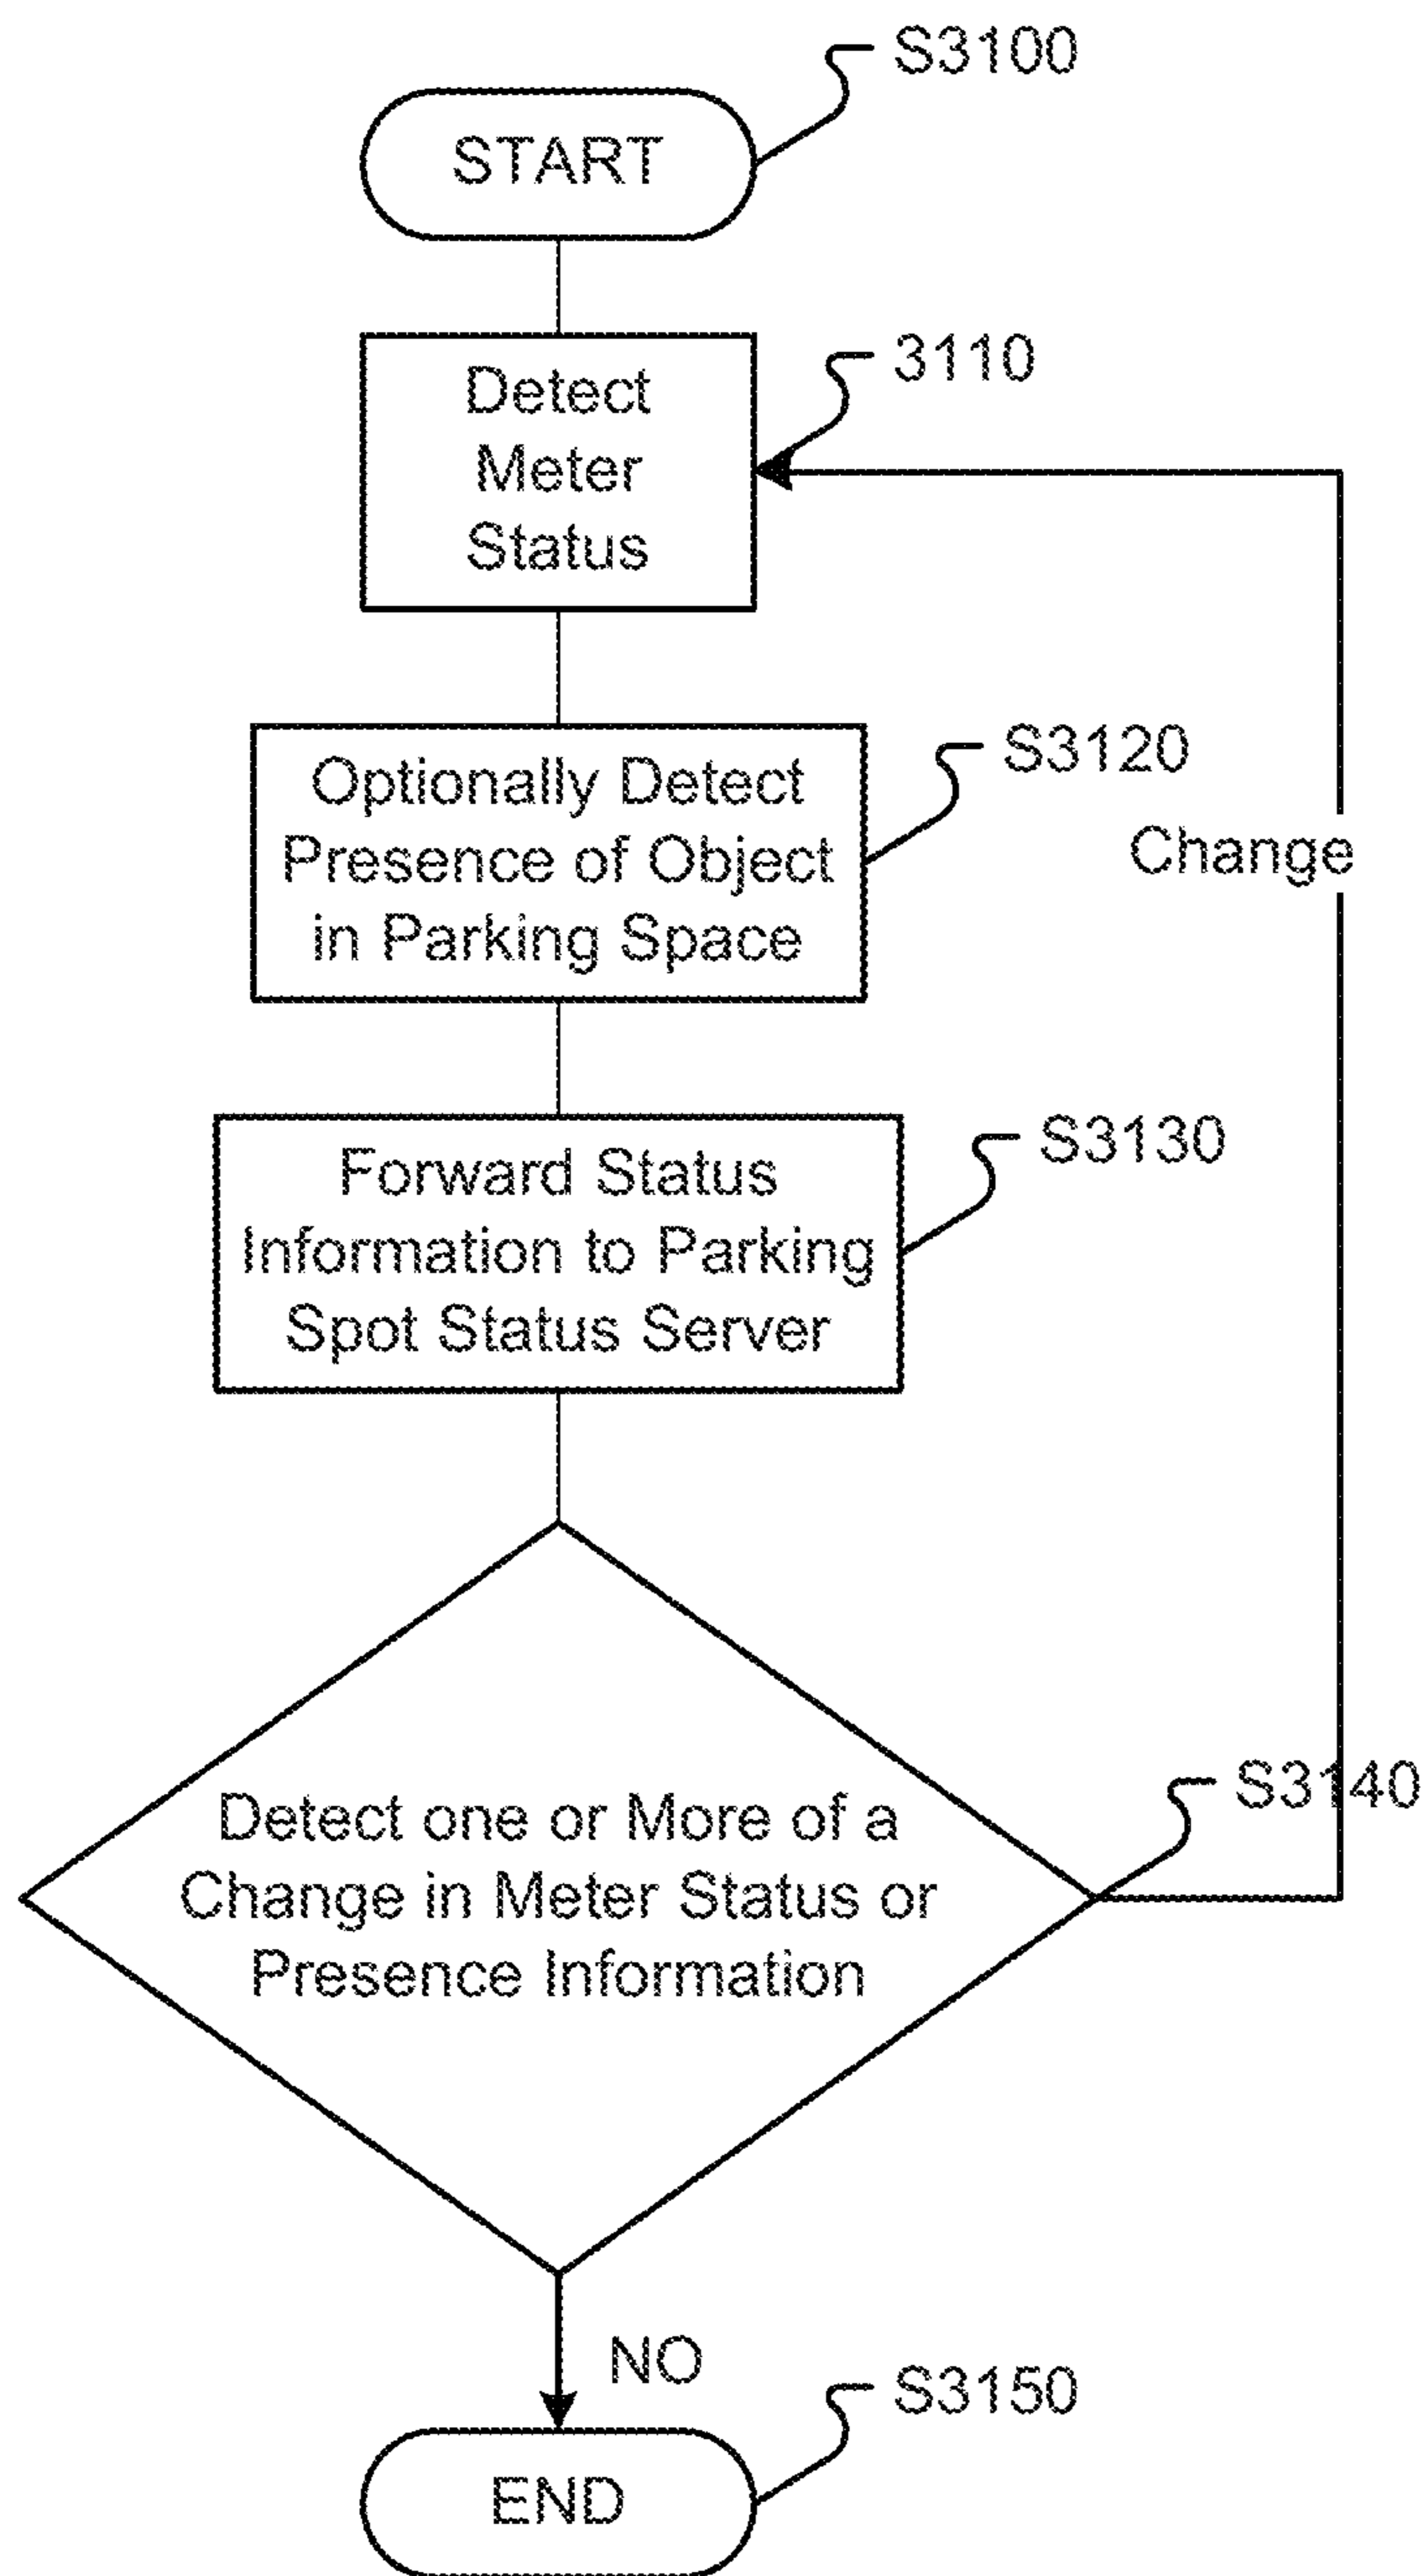 S3100
START
3110
Detect
Meter
Status
S3120
Optionally Detect
Presence of Object
in Parking Space
Change
S3130
Forward Status
Information to Parking
Spot Status Server
S3140
Detect one or More of a
Change in Meter Status or
Presence Information
NO
S3150
END